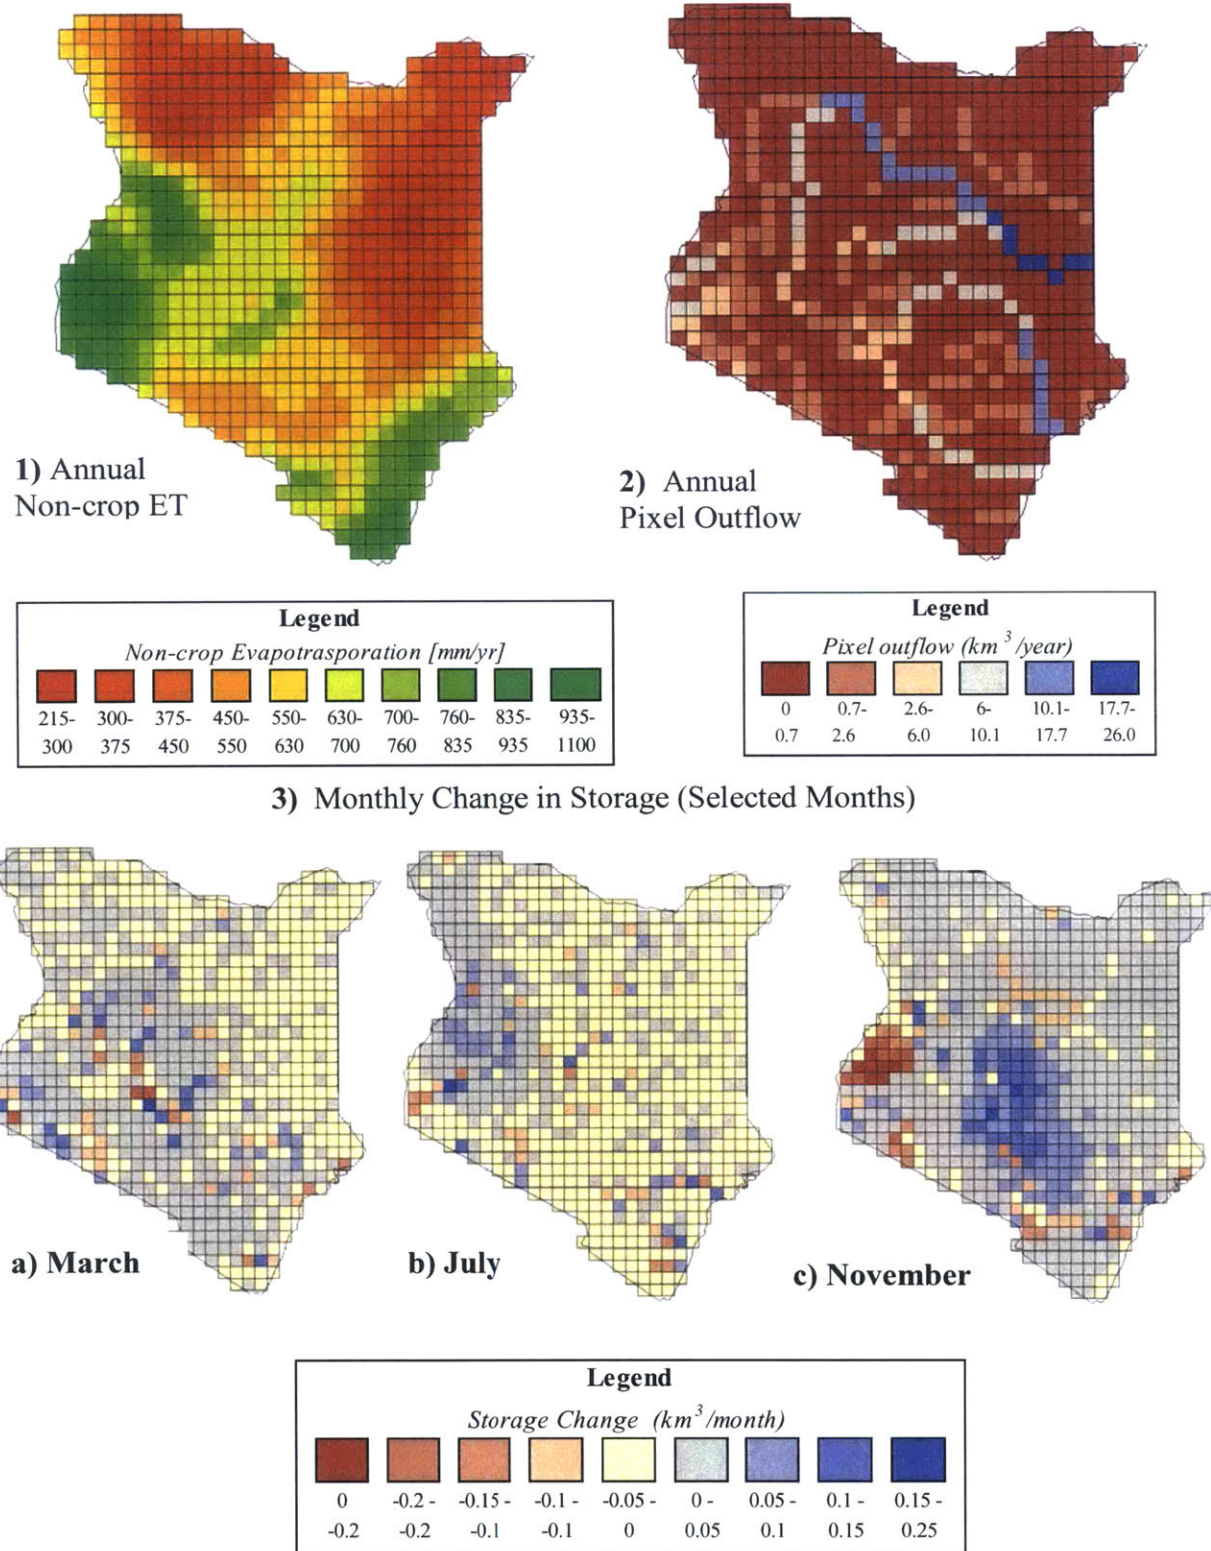 1) Annual
Non-crop ET
2) Annual
Pixel Outflow
Legend
Non-crop Evapotrasporation [mm/yr]
215- 300- 375- 450- 550- 630- 700- 760- 835- 935-
300 375 450 550 630 700 760 835 935 1100
Legend
Pixel outflow (km³/year)
0 0.7- 2.6- 6- 10.1- 17.7-
0.7 2.6 6.0 10.1 17.7 26.0
3) Monthly Change in Storage (Selected Months)
a) March
b) July
c) November
Legend
Storage Change (km³/month)
0 -0.2 - -0.15 - -0.1 - -0.05 - 0 - 0.05 - 0.1 - 0.15 -
-0.2 -0.2 -0.1 -0.1 0 0.05 0.1 0.15 0.25